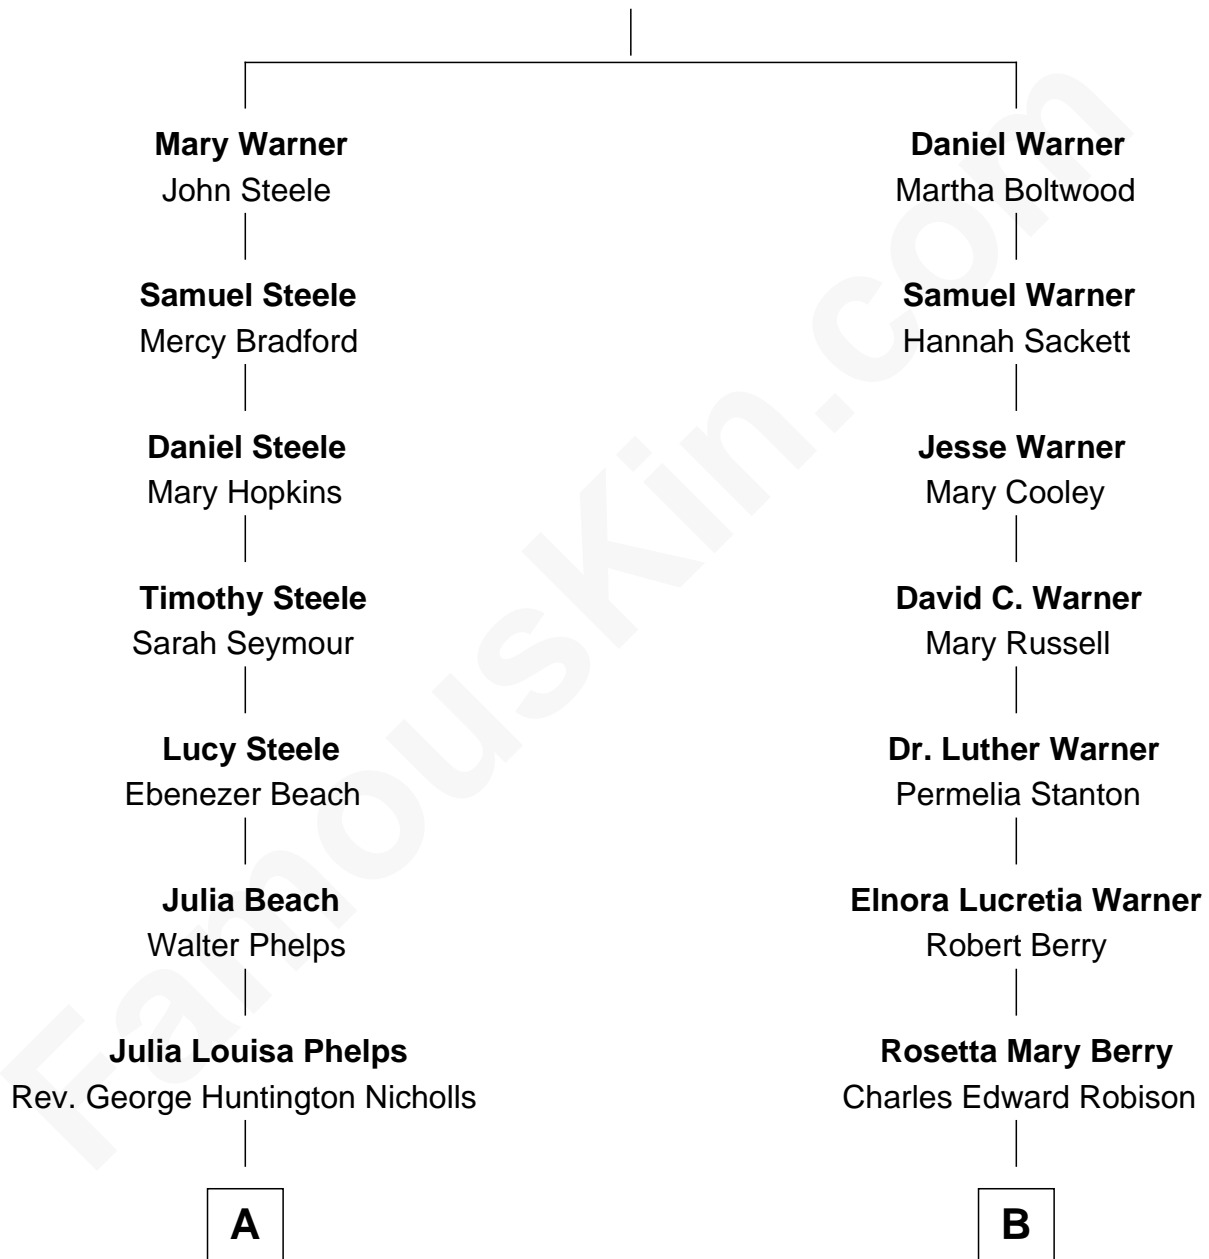 Mary Warner
John Steele
Daniel Warner
Martha Boltwood
Samuel Steele
Mercy Bradford
Samuel Warner
Hannah Sackett
Daniel Steele
Mary Hopkins
Jesse Warner
Mary Cooley
Timothy Steele
Sarah Seymour
David C. Warner
Mary Russell
Lucy Steele
Ebenezer Beach
Dr. Luther Warner
Permelia Stanton
Julia Beach
Walter Phelps
Elnora Lucretia Warner
Robert Berry
Julia Louisa Phelps
Rev. George Huntington Nicholls
Rosetta Mary Berry
Charles Edward Robison
A
B
FamousKin.com